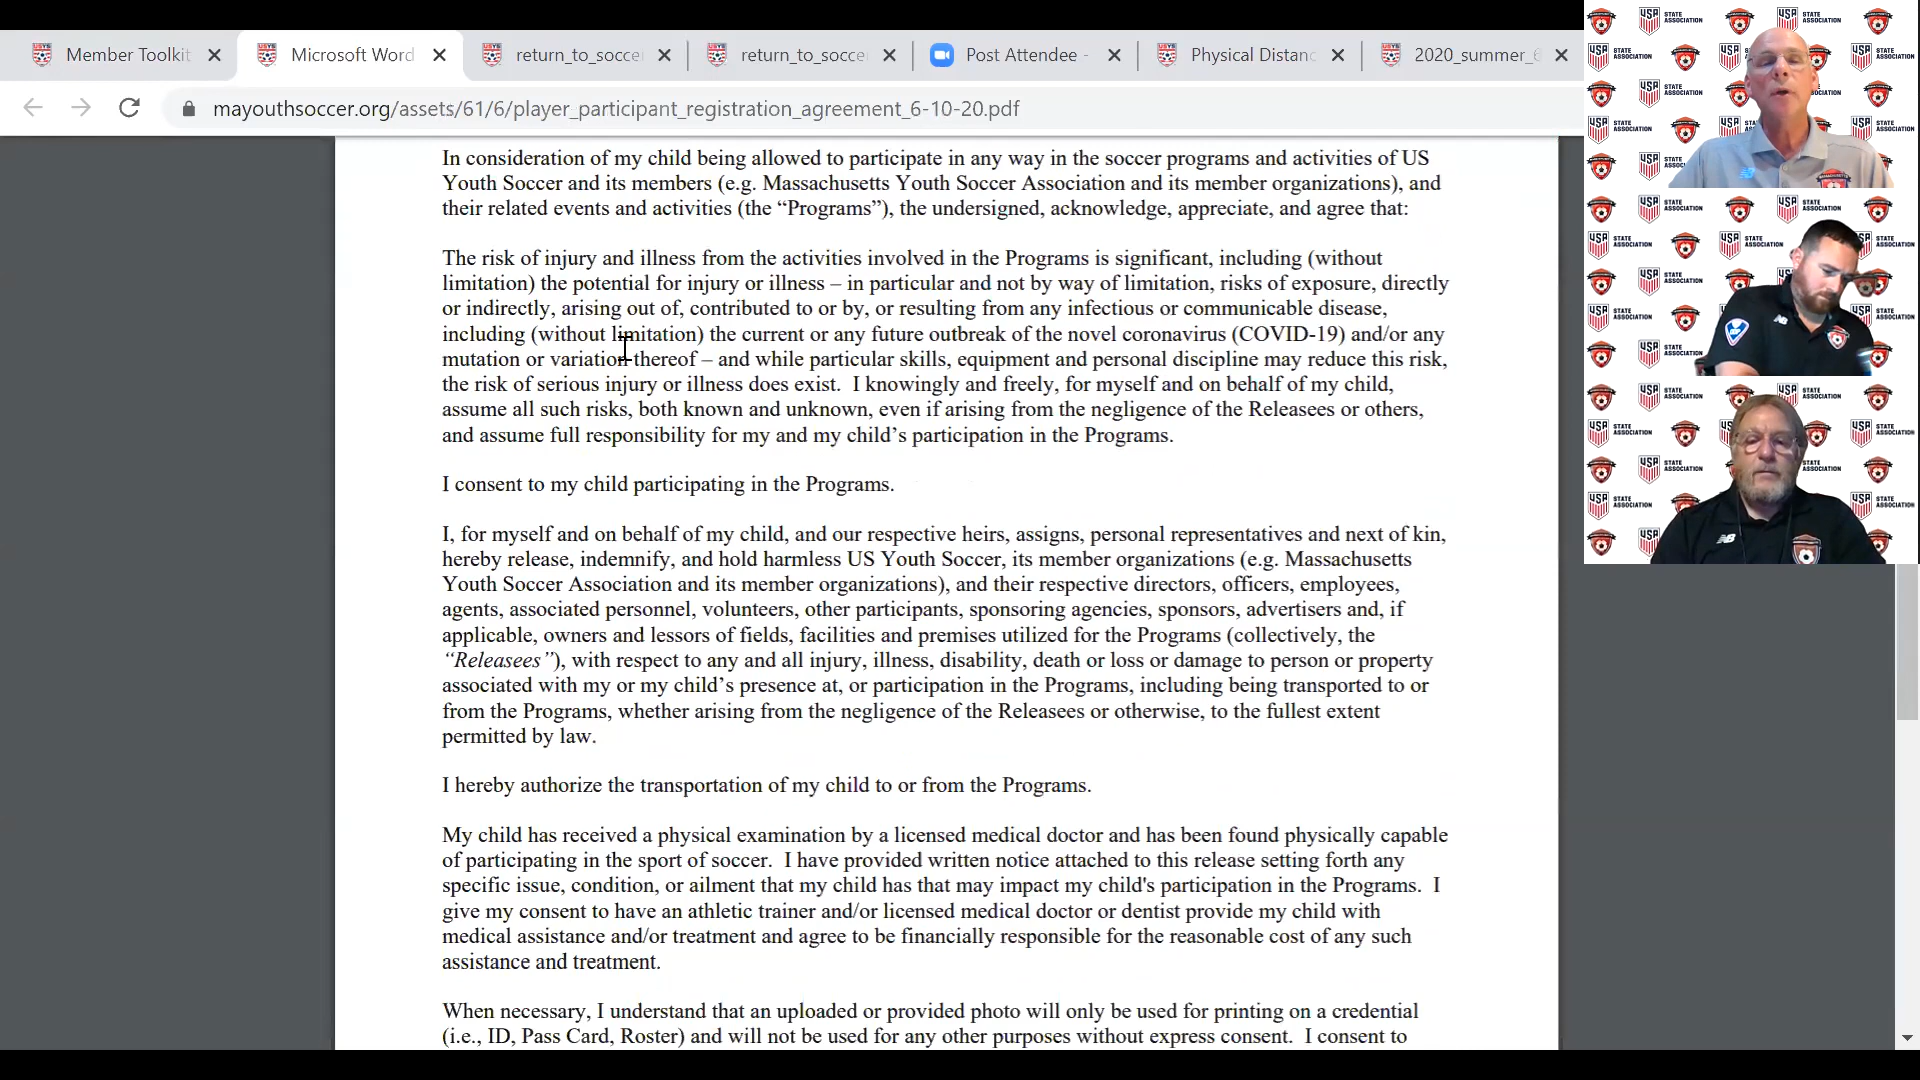 Member Toolkit
Microsoft Word
return_to_socce
return_to_socce
Post Attendee -
Physical Distanc
2020_summer_6
mayouthsoccer.org/assets/61/6/player_participant_registration_agreement_6-10-20.pdf
In consideration of my child being allowed to participate in any way in the soccer programs and activities of US
Youth Soccer and its members (e.g. Massachusetts Youth Soccer Association and its member organizations), and
their related events and activities (the “Programs”), the undersigned, acknowledge, appreciate, and agree that:
The risk of injury and illness from the activities involved in the Programs is significant, including (without
limitation) the potential for injury or illness – in particular and not by way of limitation, risks of exposure, directly
or indirectly, arising out of, contributed to or by, or resulting from any infectious or communicable disease,
including (without limitation) the current or any future outbreak of the novel coronavirus (COVID-19) and/or any
mutation or variation thereof – and while particular skills, equipment and personal discipline may reduce this risk,
the risk of serious injury or illness does exist.  I knowingly and freely, for myself and on behalf of my child,
assume all such risks, both known and unknown, even if arising from the negligence of the Releasees or others,
and assume full responsibility for my and my child’s participation in the Programs.
I consent to my child participating in the Programs.
I, for myself and on behalf of my child, and our respective heirs, assigns, personal representatives and next of kin,
hereby release, indemnify, and hold harmless US Youth Soccer, its member organizations (e.g. Massachusetts
Youth Soccer Association and its member organizations), and their respective directors, officers, employees,
agents, associated personnel, volunteers, other participants, sponsoring agencies, sponsors, advertisers and, if
applicable, owners and lessors of fields, facilities and premises utilized for the Programs (collectively, the
“Releasees”), with respect to any and all injury, illness, disability, death or loss or damage to person or property
associated with my or my child’s presence at, or participation in the Programs, including being transported to or
from the Programs, whether arising from the negligence of the Releasees or otherwise, to the fullest extent
permitted by law.
I hereby authorize the transportation of my child to or from the Programs.
My child has received a physical examination by a licensed medical doctor and has been found physically capable
of participating in the sport of soccer.  I have provided written notice attached to this release setting forth any
specific issue, condition, or ailment that my child has that may impact my child's participation in the Programs.  I
give my consent to have an athletic trainer and/or licensed medical doctor or dentist provide my child with
medical assistance and/or treatment and agree to be financially responsible for the reasonable cost of any such
assistance and treatment.
When necessary, I understand that an uploaded or provided photo will only be used for printing on a credential
(i.e., ID, Pass Card, Roster) and will not be used for any other purposes without express consent.  I consent to
USA STATE ASSOCIATION
NB